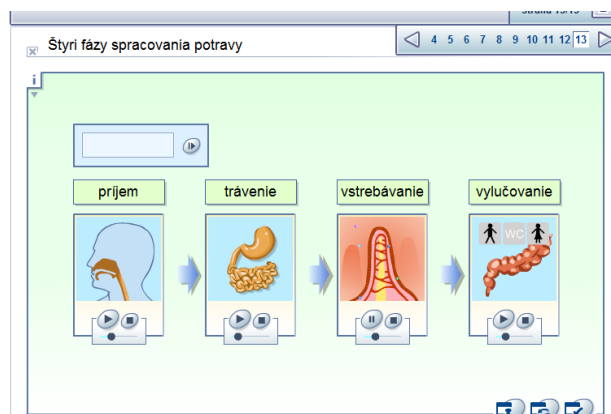 strana 13/13
Štyri fázy spracovania potravy
4 5 6 7 8 9 10 11 12 13
i
príjem trávenie vstrebávanie vylučovanie
WC